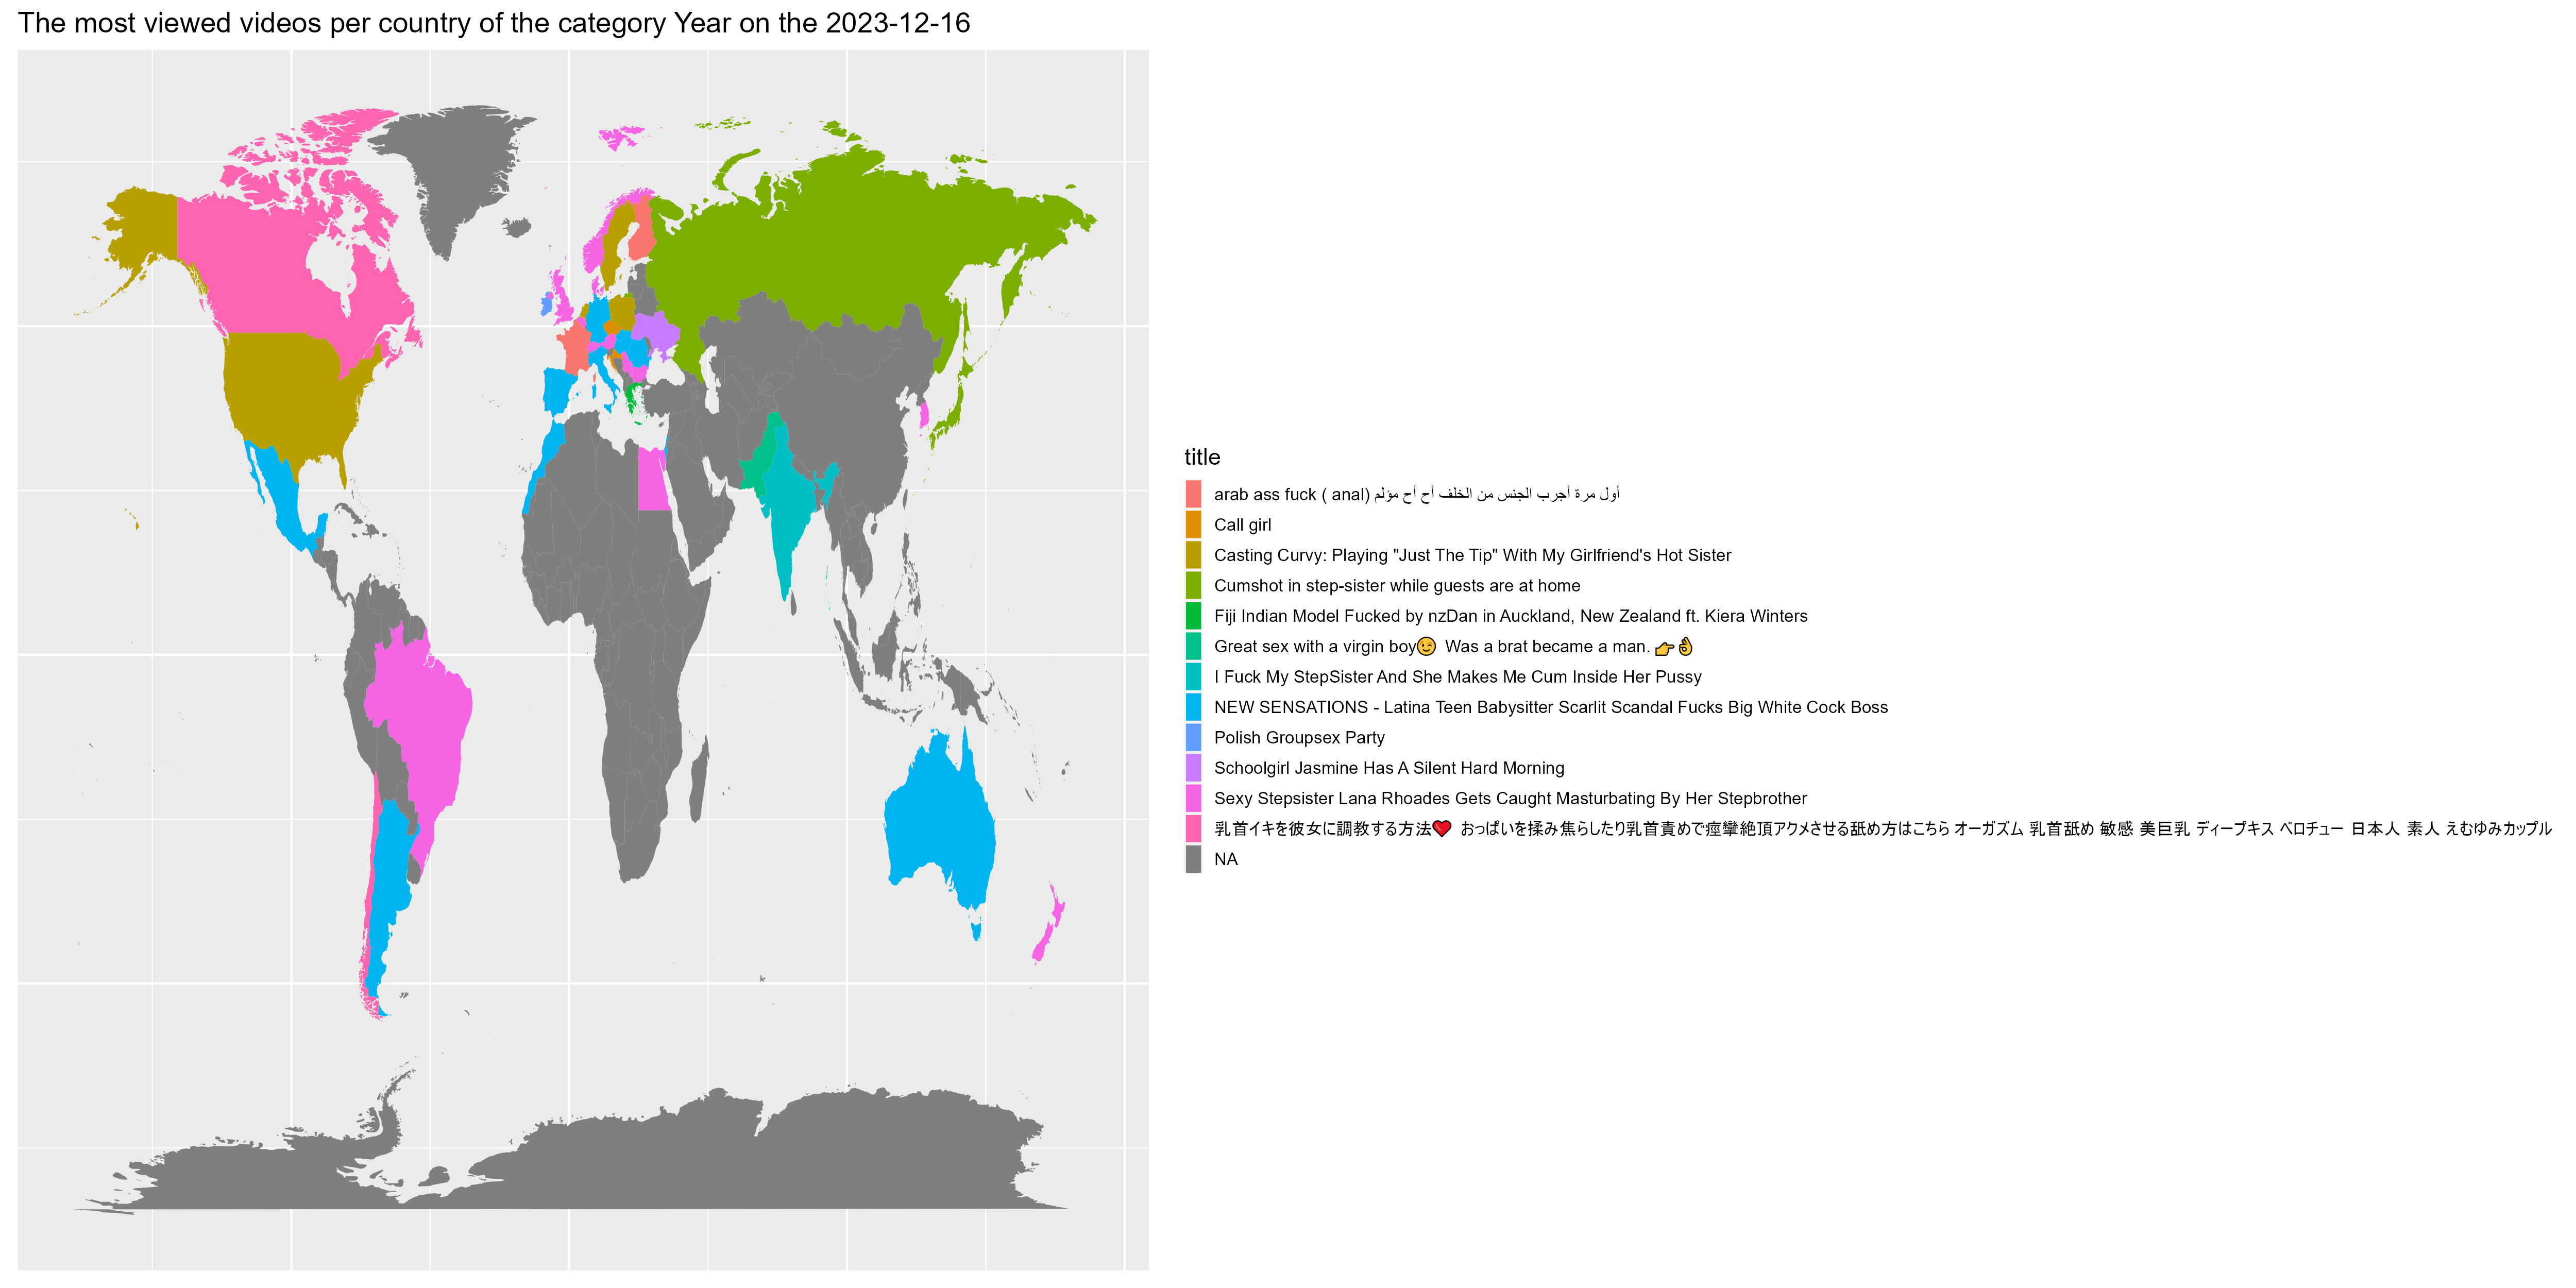 The most viewed videos per country of the category Year on the 2023-12-16
title
arab ass fuck ( anal) أول مرة أجرب الجنس من الخلف أح أح مؤلم
Call girl
Casting Curvy: Playing "Just The Tip" With My Girlfriend's Hot Sister
Cumshot in step-sister while guests are at home
Fiji Indian Model Fucked by nzDan in Auckland, New Zealand ft. Kiera Winters
Great sex with a virgin boy😉 Was a brat became a man. 👉👌
I Fuck My StepSister And She Makes Me Cum Inside Her Pussy
NEW SENSATIONS - Latina Teen Babysitter Scarlit Scandal Fucks Big White Cock Boss
Polish Groupsex Party
Schoolgirl Jasmine Has A Silent Hard Morning
Sexy Stepsister Lana Rhoades Gets Caught Masturbating By Her Stepbrother
乳首イキを彼女に調教する方法❤ おっぱいを揉み焦らしたり乳首責めで痙攣絶頂アクメさせる舐め方はこちら オーガズム 乳首舐め 敏感 美巨乳 ディープキス ベロチュー 日本人 素人 えむゆみカップル
NA